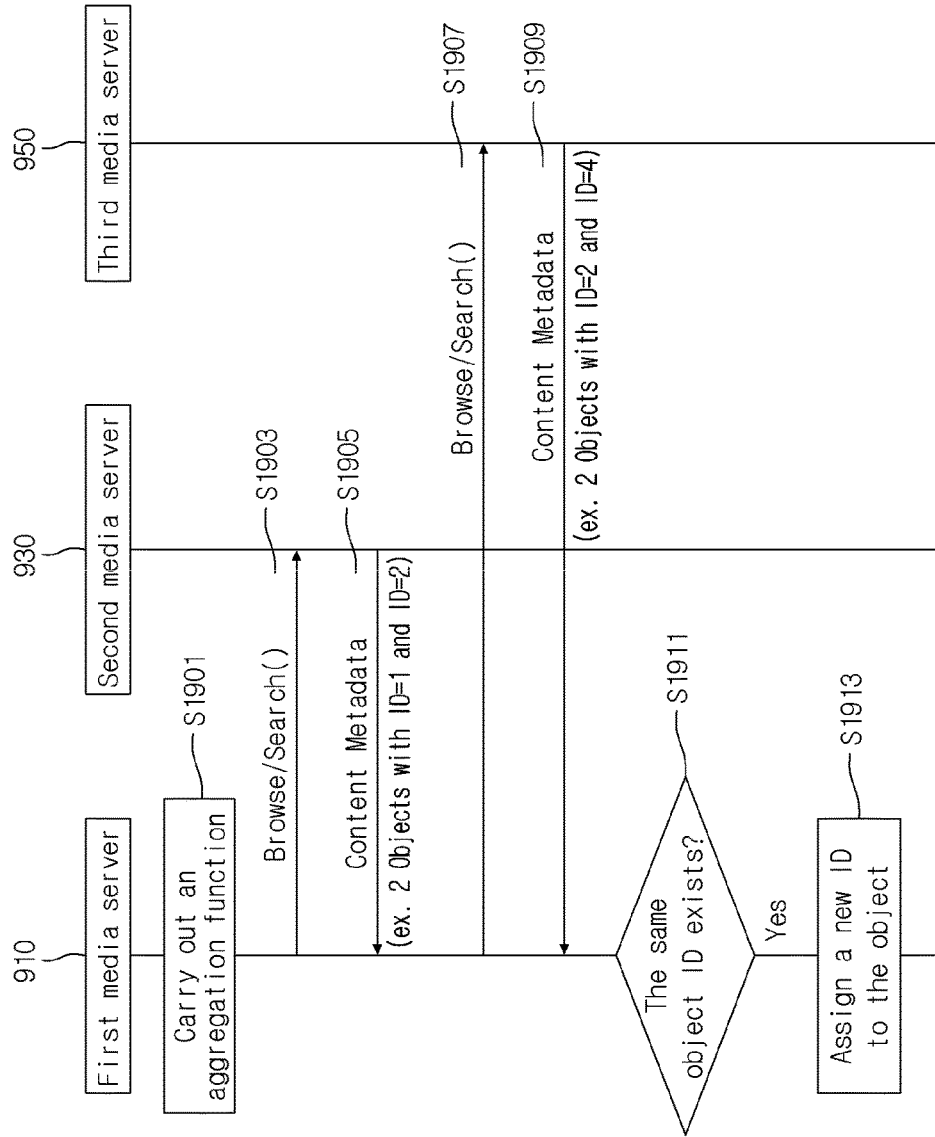 910
First media server
930
Second media server
950
Third media server
Carry out an
aggregation function
S1901
Browse/Search()
S1903
Content Metadata
S1905
(ex. 2 Objects with ID=1 and ID=2)
Browse/Search()
S1907
Content Metadata
S1909
(ex. 2 Objects with ID=2 and ID=4)
The same
object ID exists?
S1911
Yes
Assign a new ID
to the object
S1913